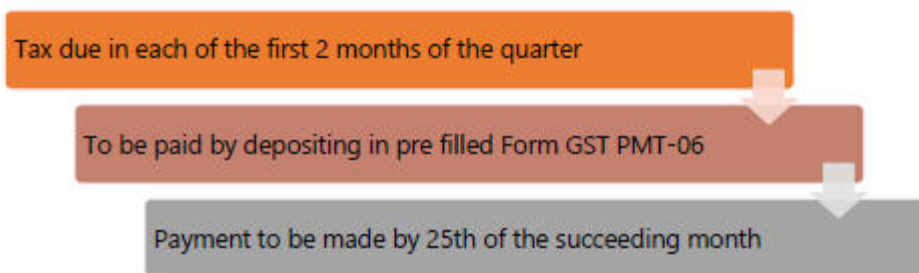 Tax due in each of the first 2 months of the quarter
To be paid by depositing in pre filled Form GST PMT-06
Payment to be made by 25th of the succeeding month